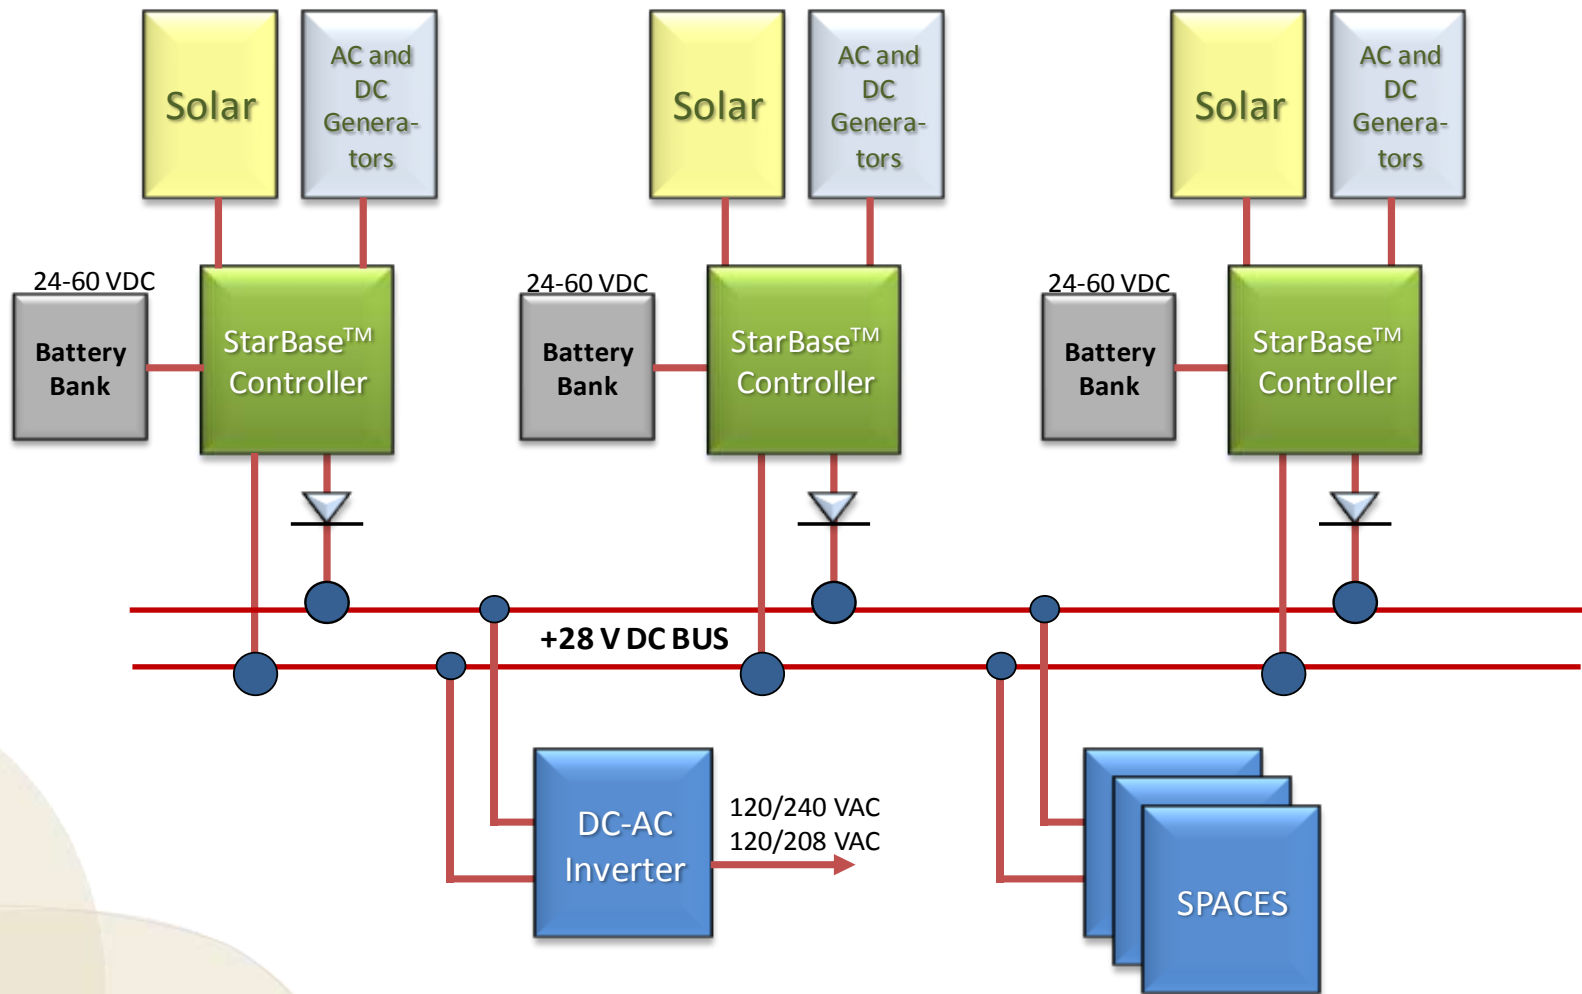 Solar
AC and
DC
Genera-
tors
Solar
AC and
DC
Genera-
tors
Solar
AC and
DC
Genera-
tors
24-60 VDC
Battery
Bank
StarBase™
Controller
24-60 VDC
Battery
Bank
StarBase™
Controller
24-60 VDC
Battery
Bank
StarBase™
Controller
+28 V DC BUS
DC-AC
Inverter
120/240 VAC
120/208 VAC
SPACES